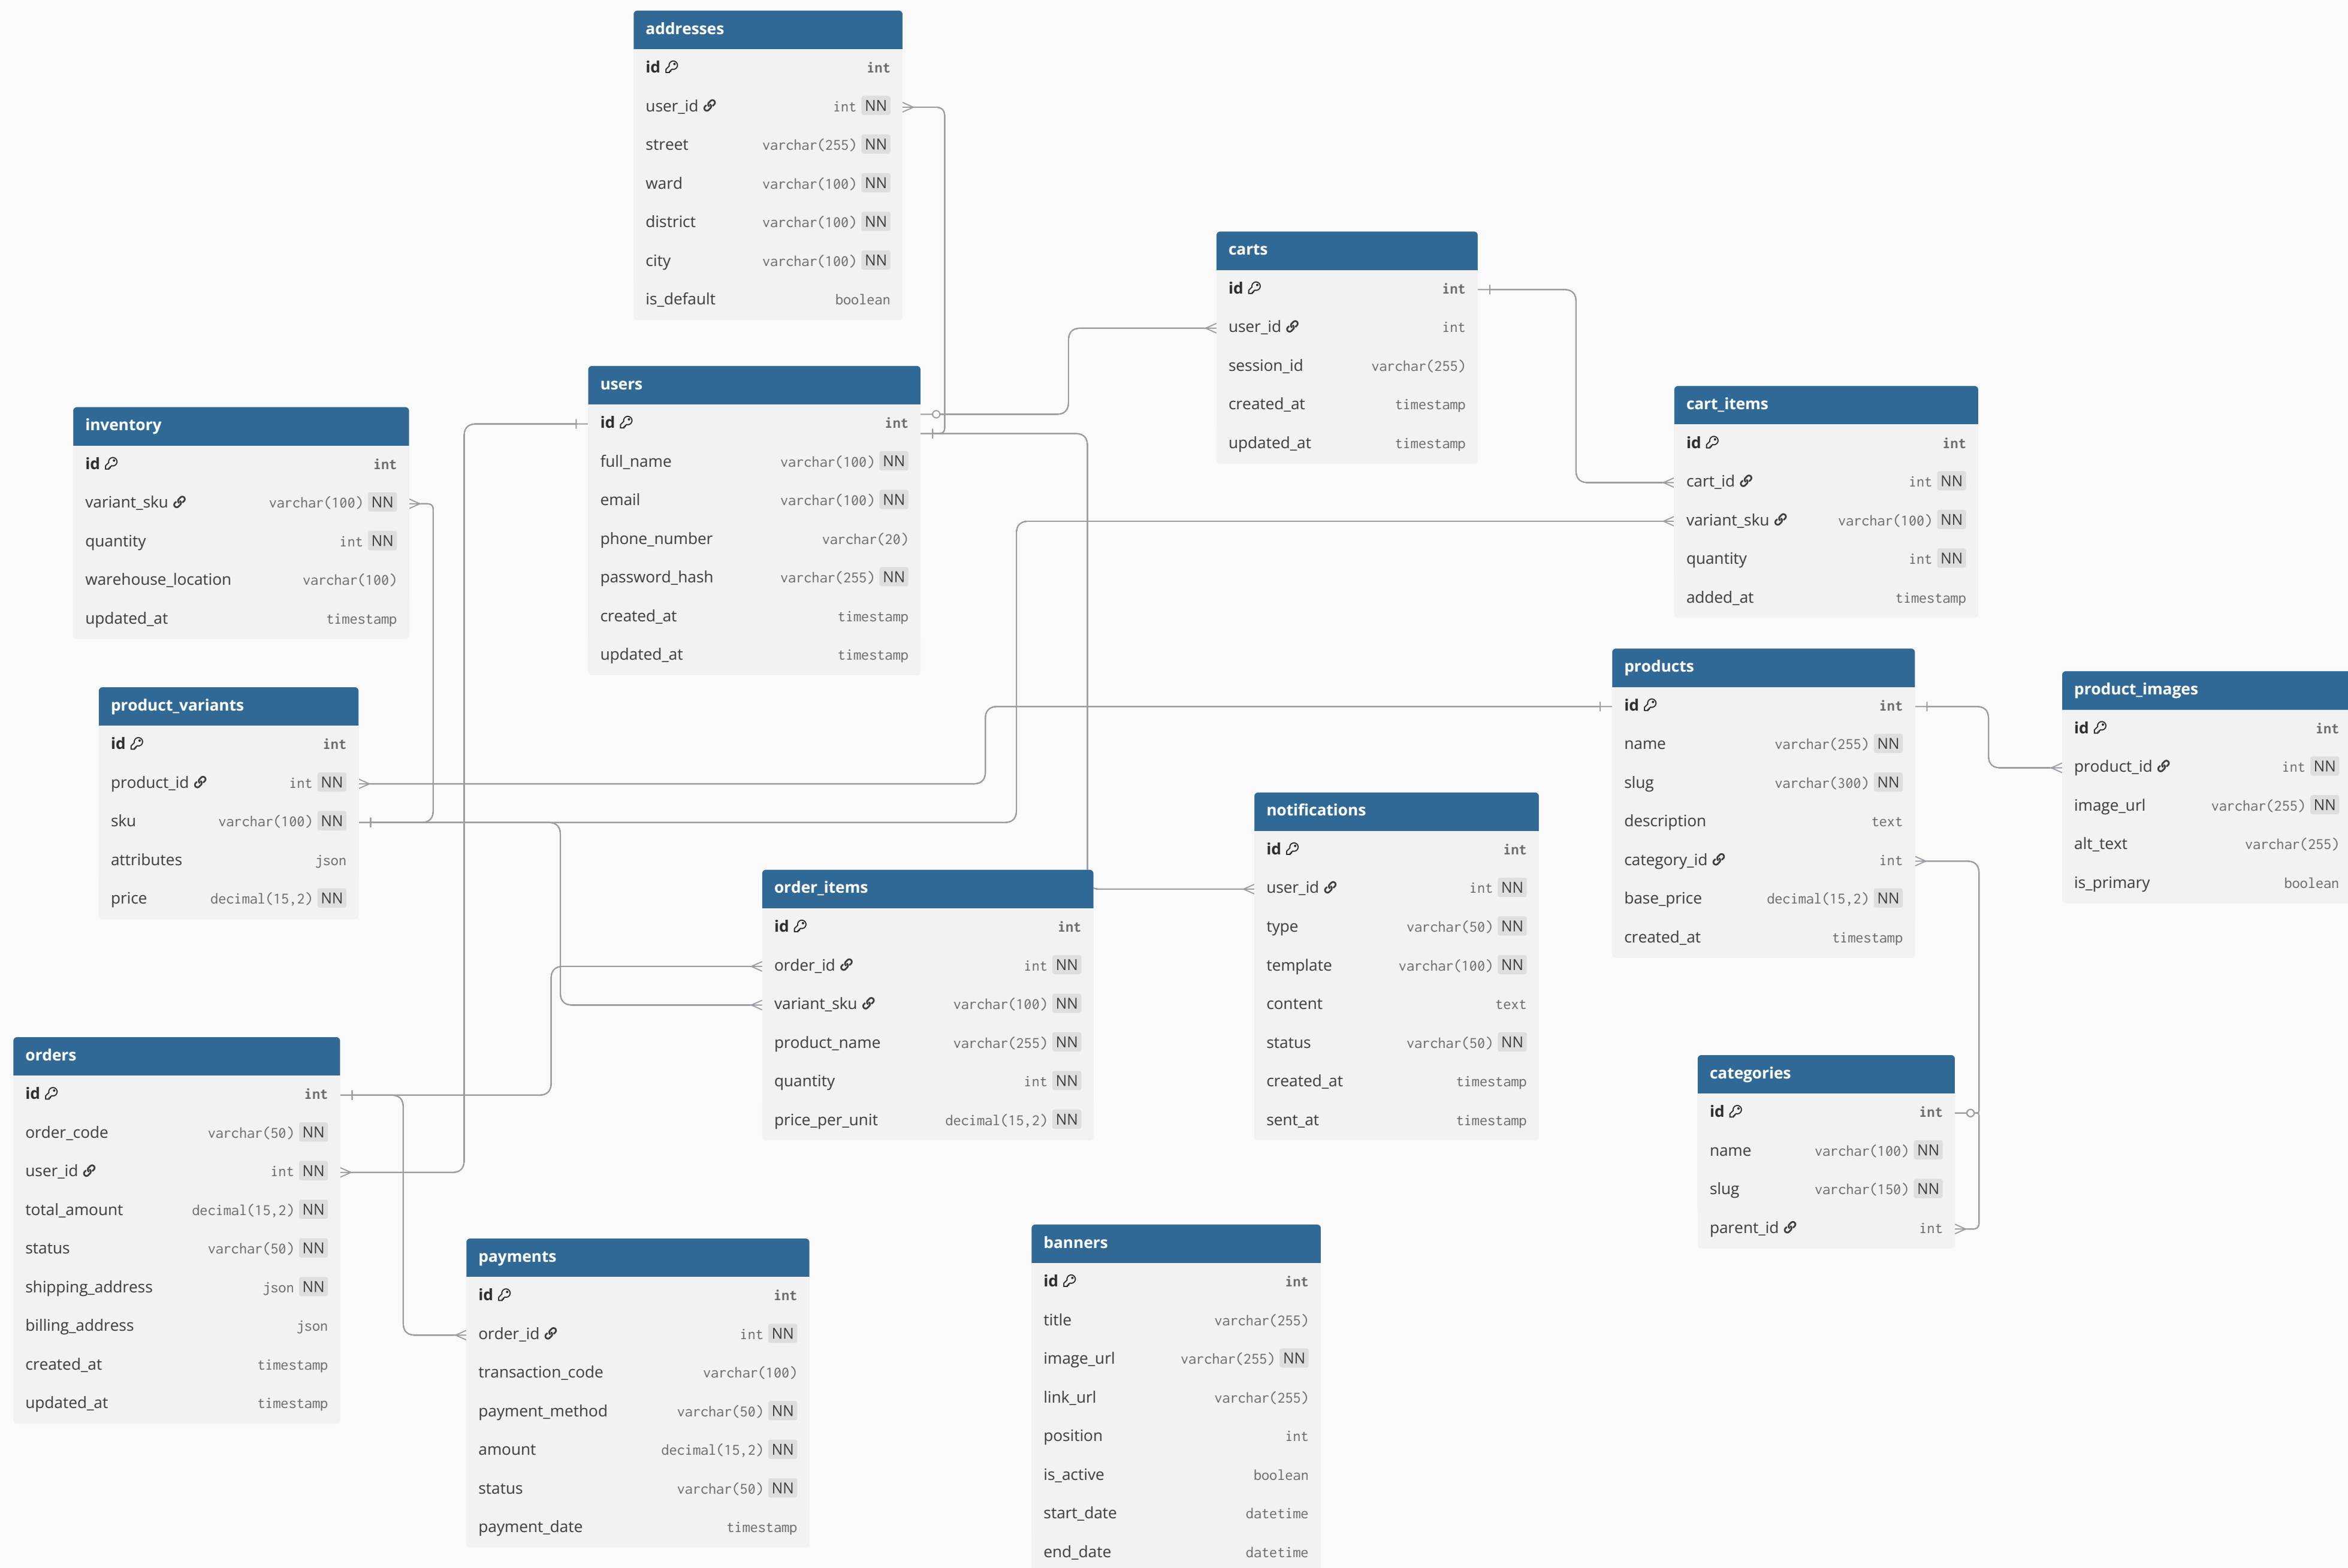 addresses
id int
user_id int NN
street varchar(255) NN
ward varchar(100) NN
district varchar(100) NN
city varchar(100) NN
is_default boolean
carts
id int
user_id int
session_id varchar(255)
created_at timestamp
updated_at timestamp
users
id int
full_name varchar(100) NN
email varchar(100) NN
phone_number varchar(20)
password_hash varchar(255) NN
created_at timestamp
updated_at timestamp
cart_items
id int
cart_id int NN
variant_sku varchar(100) NN
quantity int NN
added_at timestamp
inventory
id int
variant_sku varchar(100) NN
quantity int NN
warehouse_location varchar(100)
updated_at timestamp
products
id int
name varchar(255) NN
slug varchar(300) NN
description text
category_id int
base_price decimal(15,2) NN
created_at timestamp
product_images
id int
product_id int NN
image_url varchar(255) NN
alt_text varchar(255)
is_primary boolean
product_variants
id int
product_id int NN
sku varchar(100) NN
attributes json
price decimal(15,2) NN
notifications
id int
user_id int NN
type varchar(50) NN
template varchar(100) NN
content text
status varchar(50) NN
created_at timestamp
sent_at timestamp
order_items
id int
order_id int NN
variant_sku varchar(100) NN
product_name varchar(255) NN
quantity int NN
price_per_unit decimal(15,2) NN
orders
id int
order_code varchar(50) NN
user_id int NN
total_amount decimal(15,2) NN
status varchar(50) NN
shipping_address json NN
billing_address json
created_at timestamp
updated_at timestamp
categories
id int
name varchar(100) NN
slug varchar(150) NN
parent_id int
payments
id int
order_id int NN
transaction_code varchar(100)
payment_method varchar(50) NN
amount decimal(15,2) NN
status varchar(50) NN
payment_date timestamp
banners
id int
title varchar(255)
image_url varchar(255) NN
link_url varchar(255)
position int
is_active boolean
start_date datetime
end_date datetime